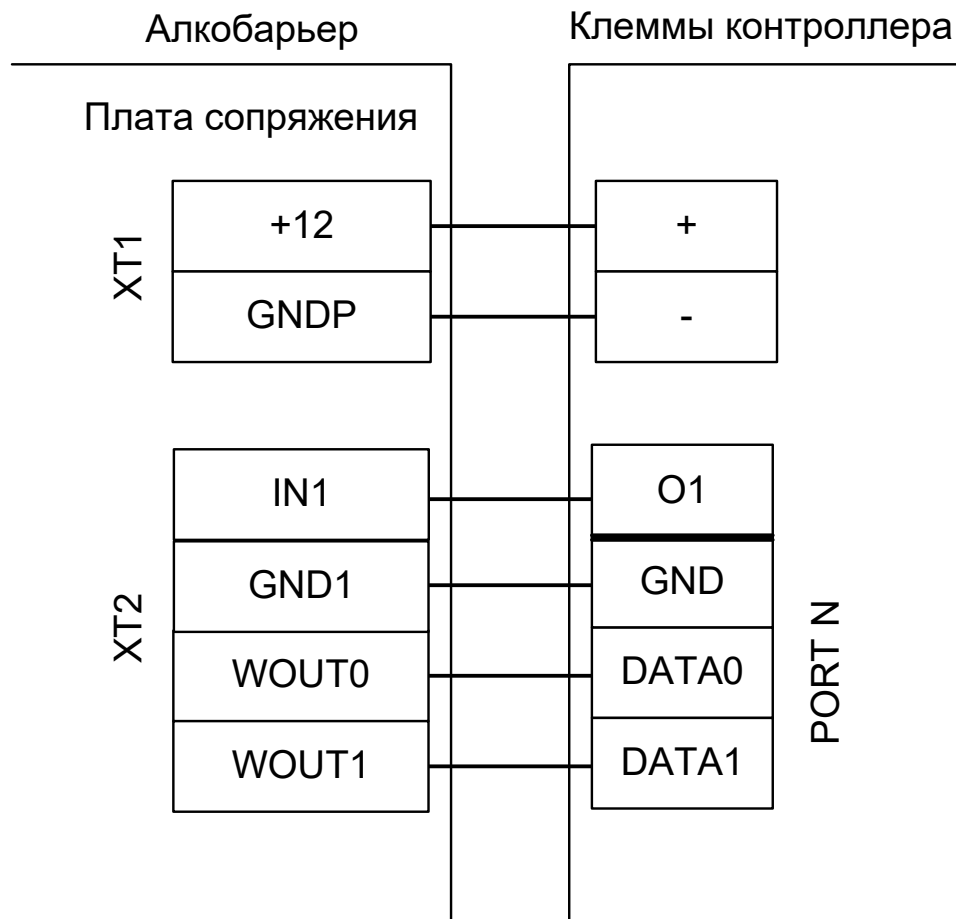 Алкобарьер
Клеммы контроллера
Плата сопряжения
XT1
+12
+
GNDP
-
XT2
IN1
O1
GND1
GND
WOUT0
DATA0
WOUT1
DATA1
PORT N